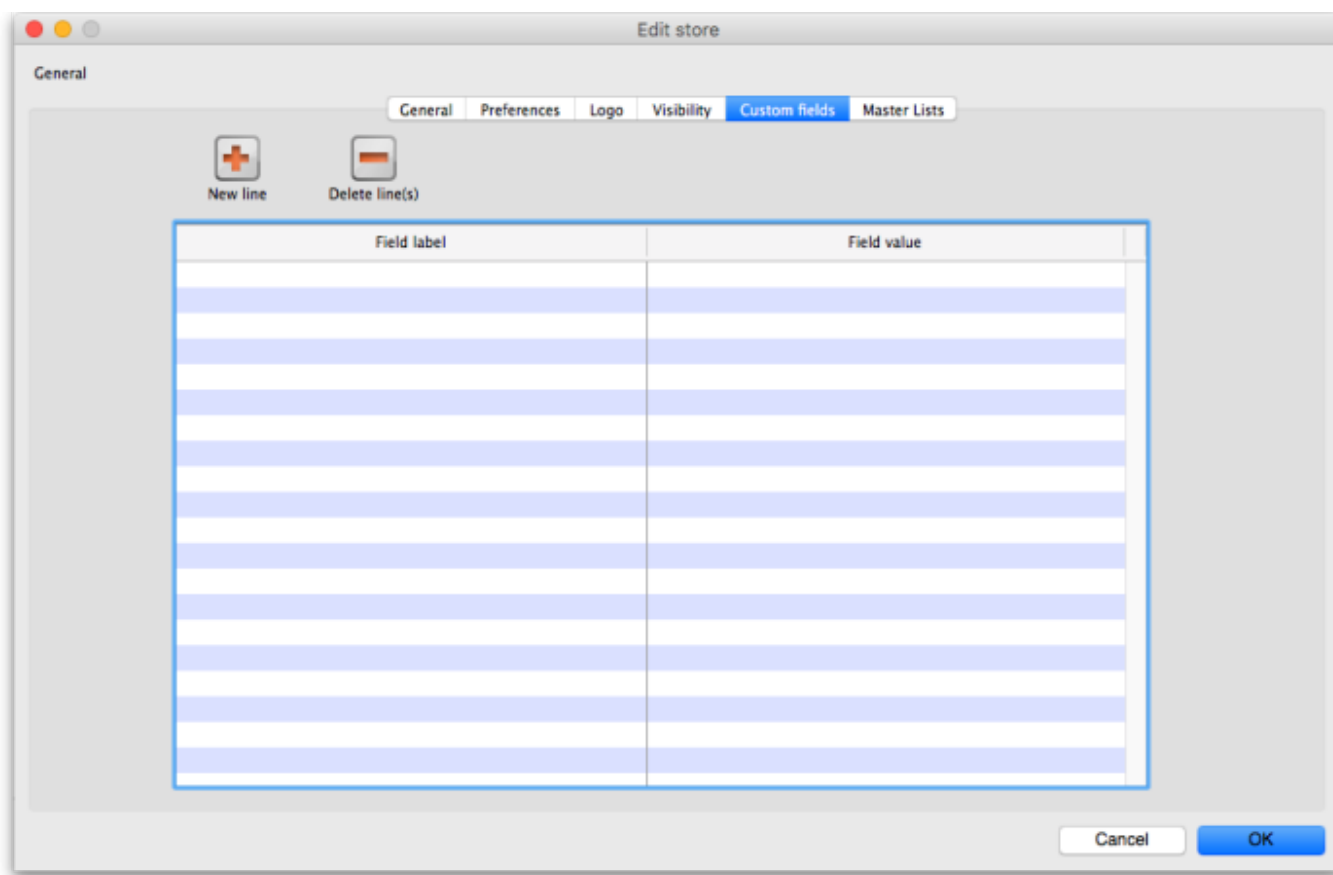 Edit store
General
General Preferences Logo Visibility Custom fields Master Lists
New line Delete line(s)
Field label Field value
Cancel OK